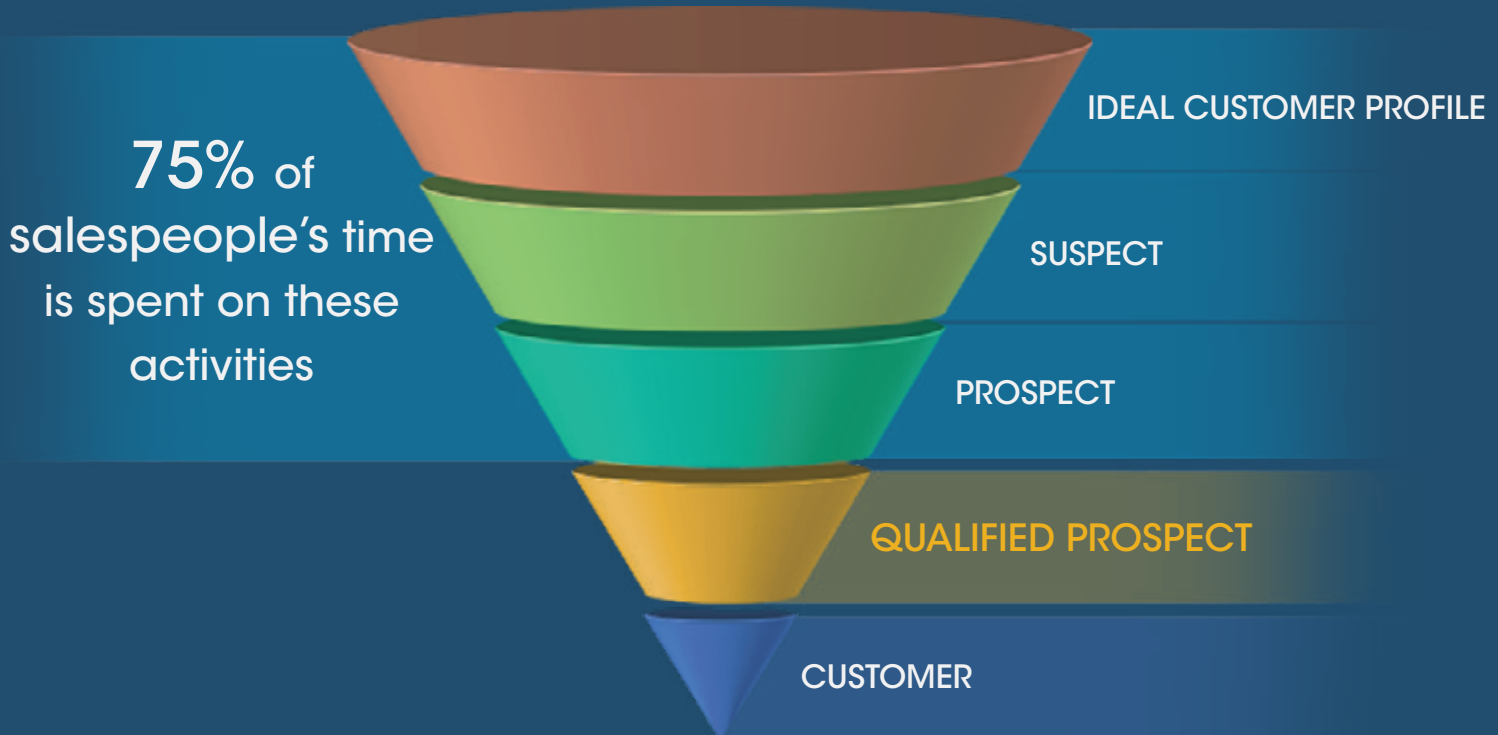 75% of
salespeople’s time
is spent on these
activities
IDEAL CUSTOMER PROFILE
SUSPECT
PROSPECT
QUALIFIED PROSPECT
CUSTOMER